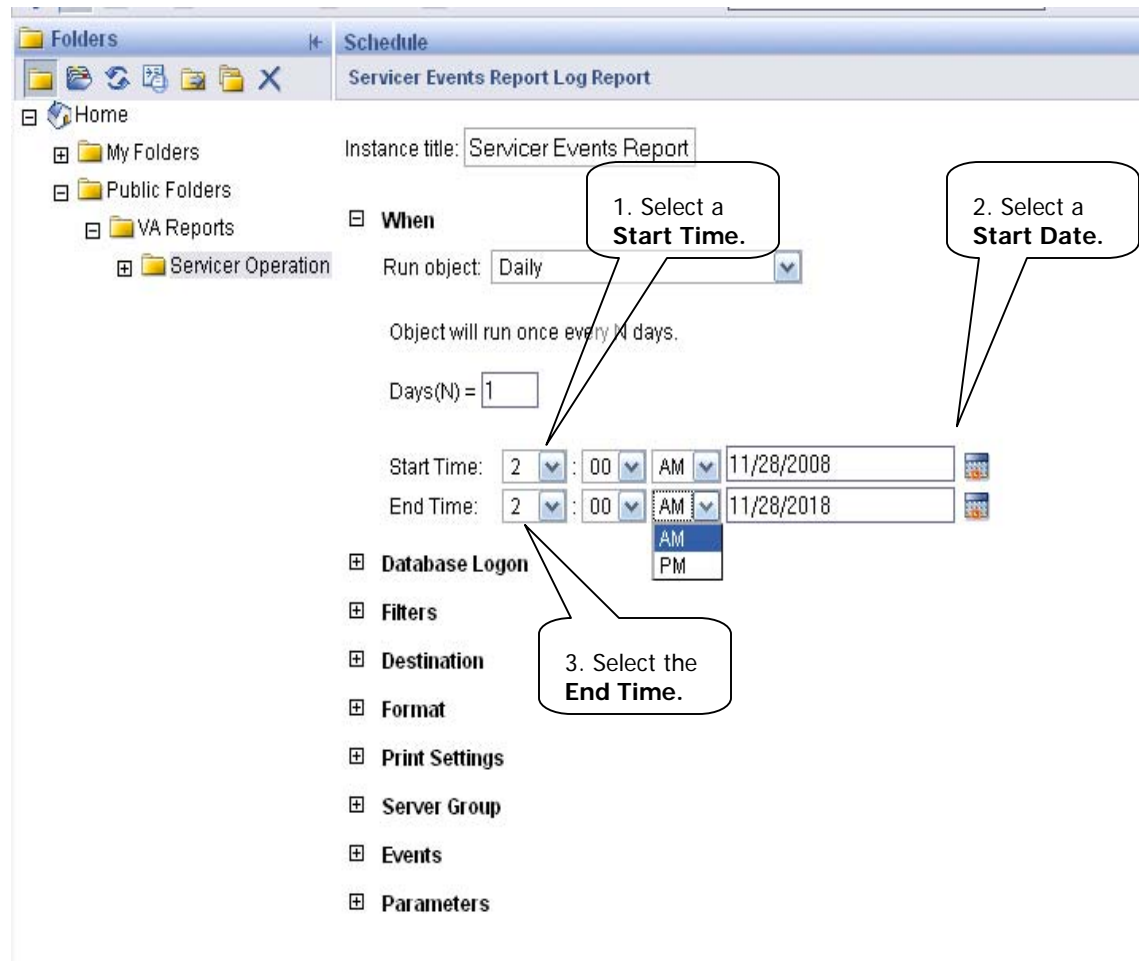 Folders
Schedule
Servicer Events Report Log Report
Home
My Folders
Public Folders
VA Reports
Servicer Operation
Instance title: Servicer Events Report
When
Run object: Daily
Object will run once every N days.
Days(N) = 1
Start Time: 2 : 00 AM 11/28/2008
End Time: 2 : 00 AM 11/28/2018
AM
PM
Database Logon
Filters
Destination
Format
Print Settings
Server Group
Events
Parameters
1. Select a
Start Time.
2. Select a
Start Date.
3. Select the
End Time.